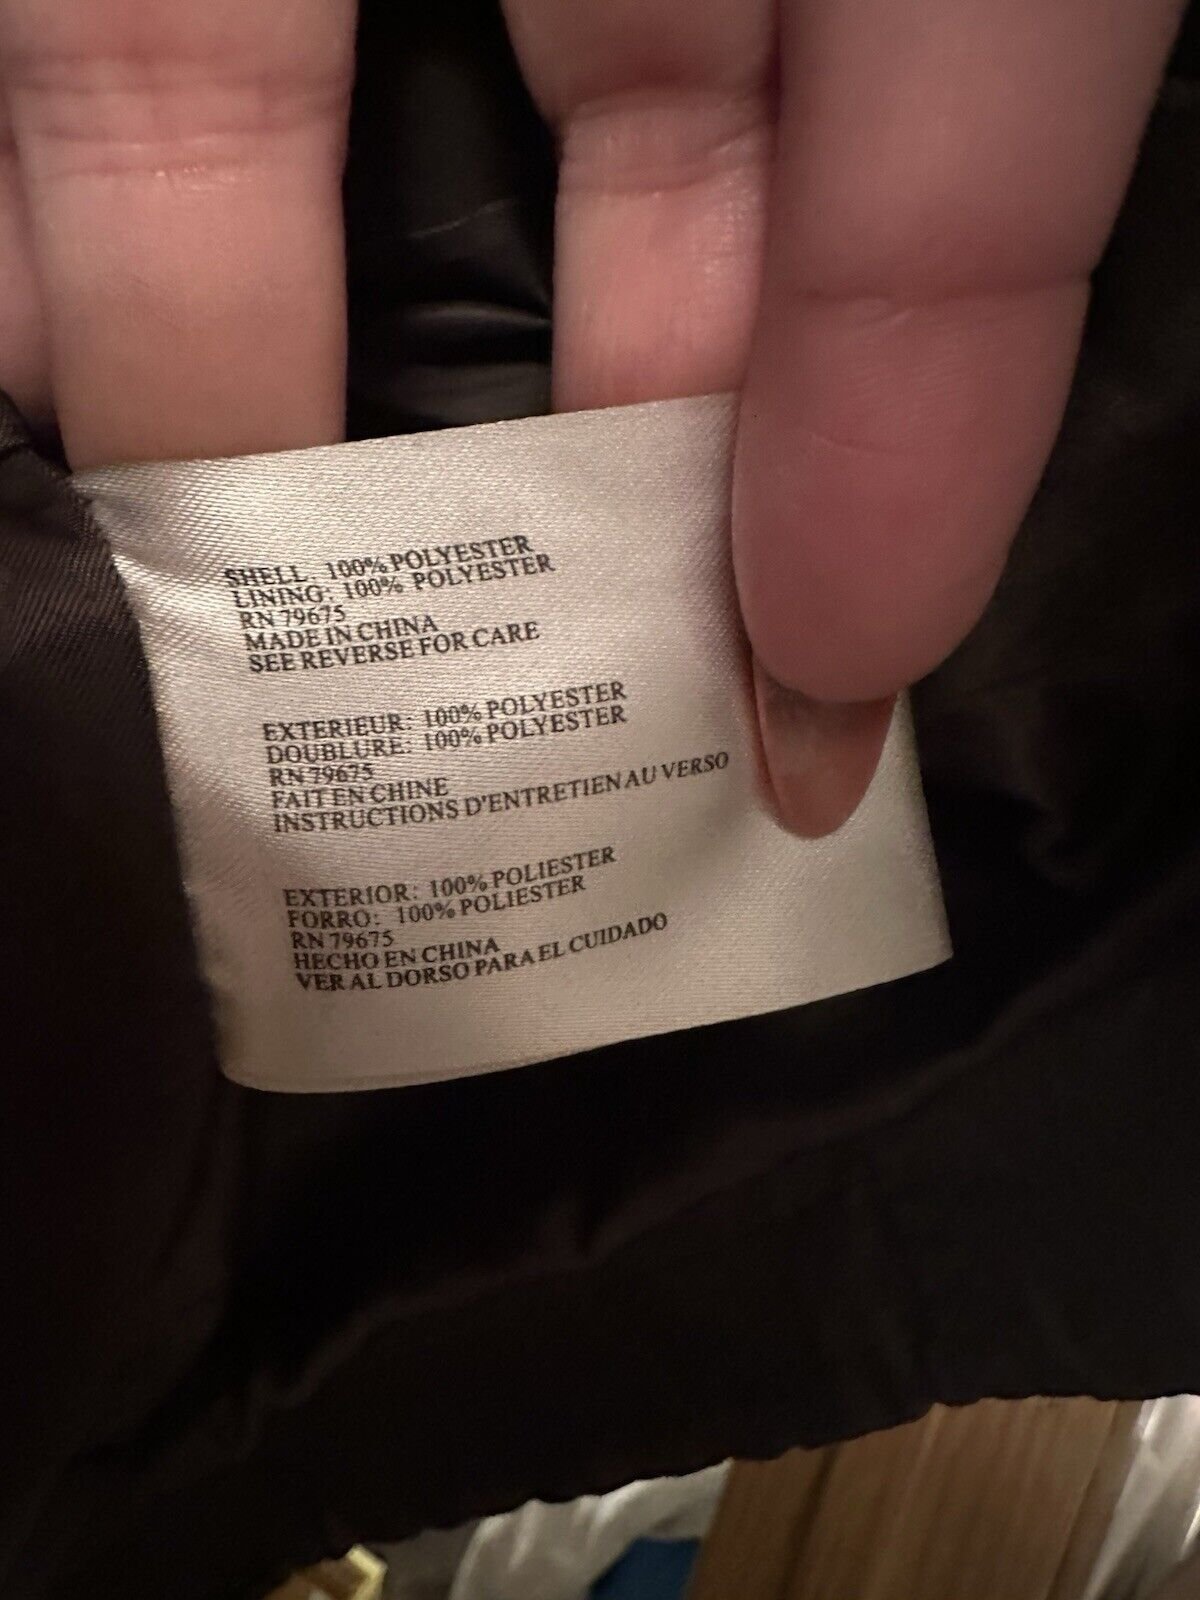 SHELL: 100% POLYESTER
LINING: 100% POLYESTER
RN 79675
MADE IN CHINA
SEE REVERSE FOR CARE
EXTERIEUR: 100% POLYESTER
DOUBLURE: 100% POLYESTER
RN 79675
FAIT EN CHINE
INSTRUCTIONS D'ENTRETIEN AU VERSO
EXTERIOR: 100% POLIESTER
FORRO: 100% POLIESTER
RN 79675
HECHO EN CHINA
VER AL DORSO PARA EL CUIDADO